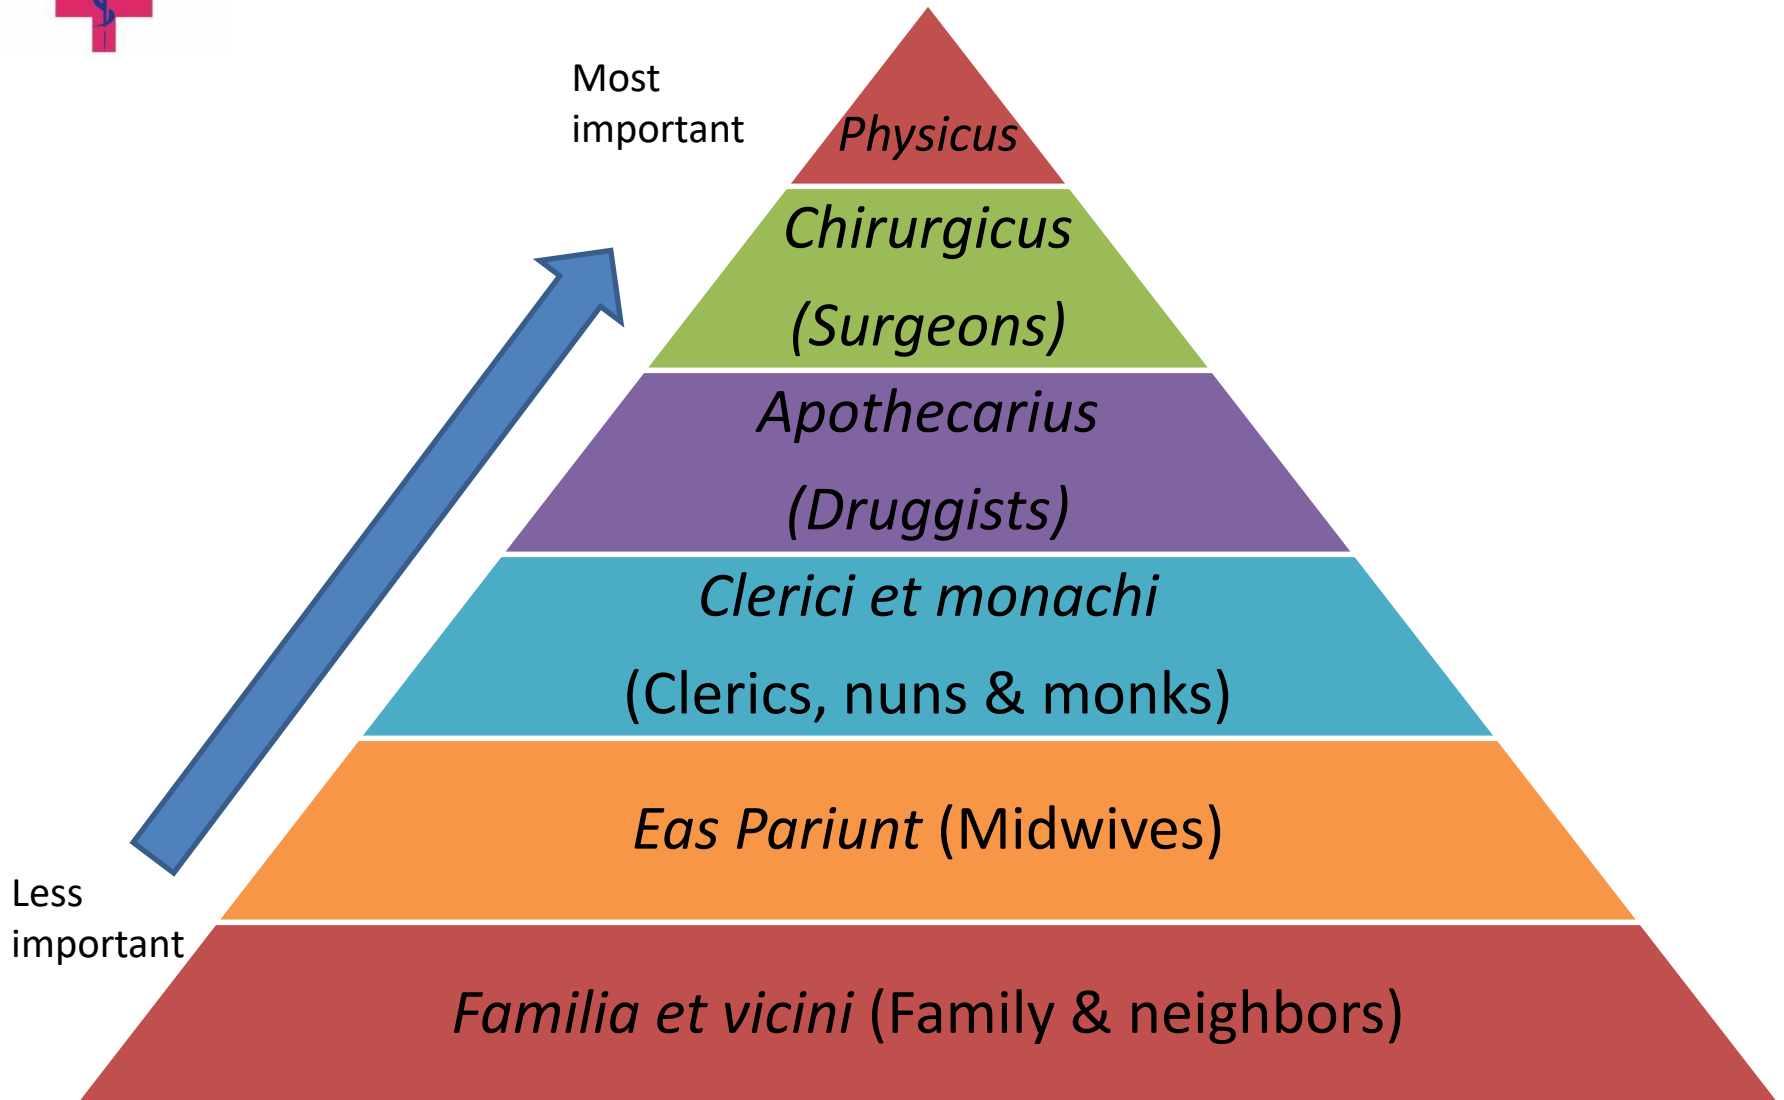 Most
important
Physicus
Chirurgicus
(Surgeons)
Apothecarius
(Druggists)
Clerici et monachi
(Clerics, nuns & monks)
Eas Pariunt (Midwives)
Less
important
Familia et vicini (Family & neighbors)